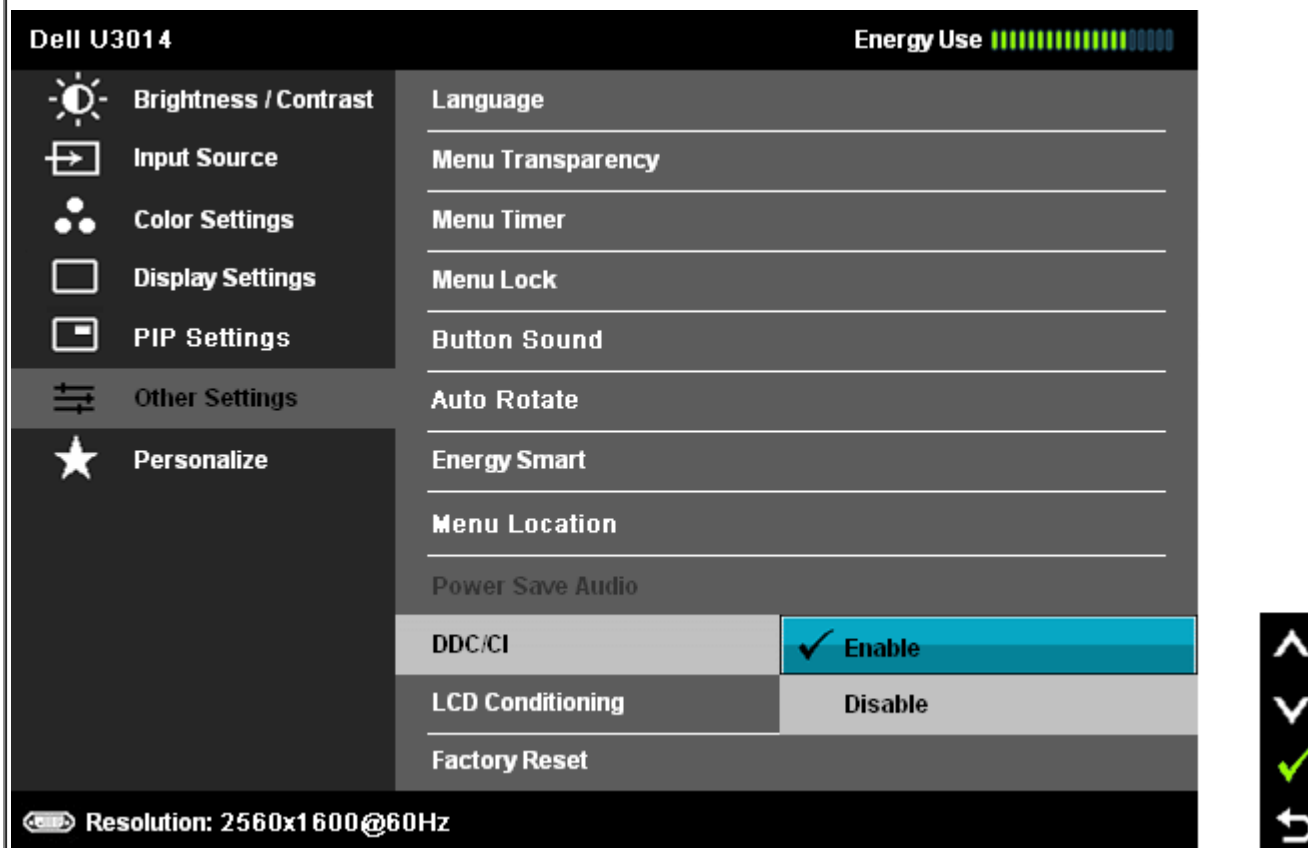 Dell U3014
Energy Use
Brightness / Contrast
Input Source
Color Settings
Display Settings
PIP Settings
Other Settings
Personalize
Language
Menu Transparency
Menu Timer
Menu Lock
Button Sound
Auto Rotate
Energy Smart
Menu Location
Power Save Audio
DDC/CI
Enable
Disable
LCD Conditioning
Factory Reset
Resolution: 2560x1600@60Hz